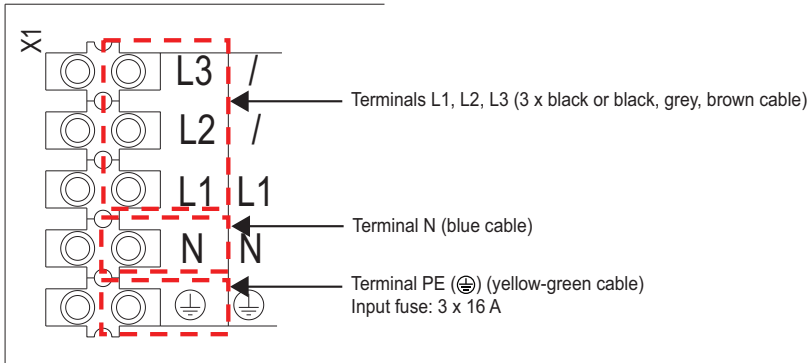 X1
L3 /
Terminals L1, L2, L3 (3 x black or black, grey, brown cable)
L2 /
L1 L1
Terminal N (blue cable)
N N
Terminal PE (⏚) (yellow-green cable)
Input fuse: 3 x 16 A